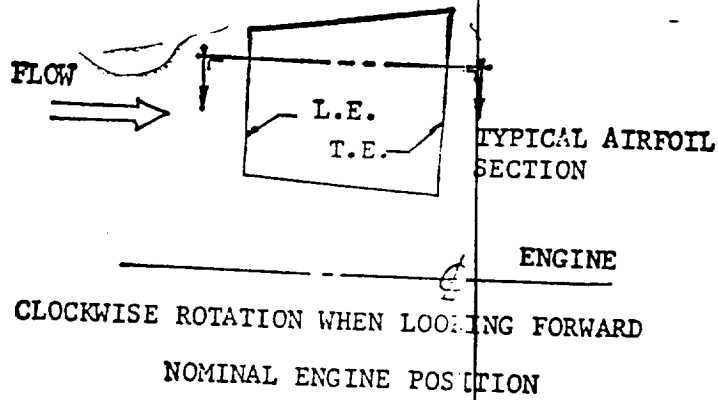 FLOW
L.E.
T.E.
TYPICAL AIRFOIL
SECTION
ENGINE
CLOCKWISE ROTATION WHEN LOOKING FORWARD
NOMINAL ENGINE POSITION